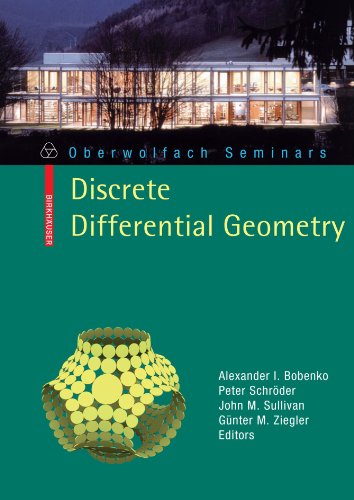 Oberwolfach Seminars
BIRKHÄUSER
Discrete
Differential Geometry
Alexander I. Bobenko
Peter Schröder
John M. Sullivan
Günter M. Ziegler
Editors